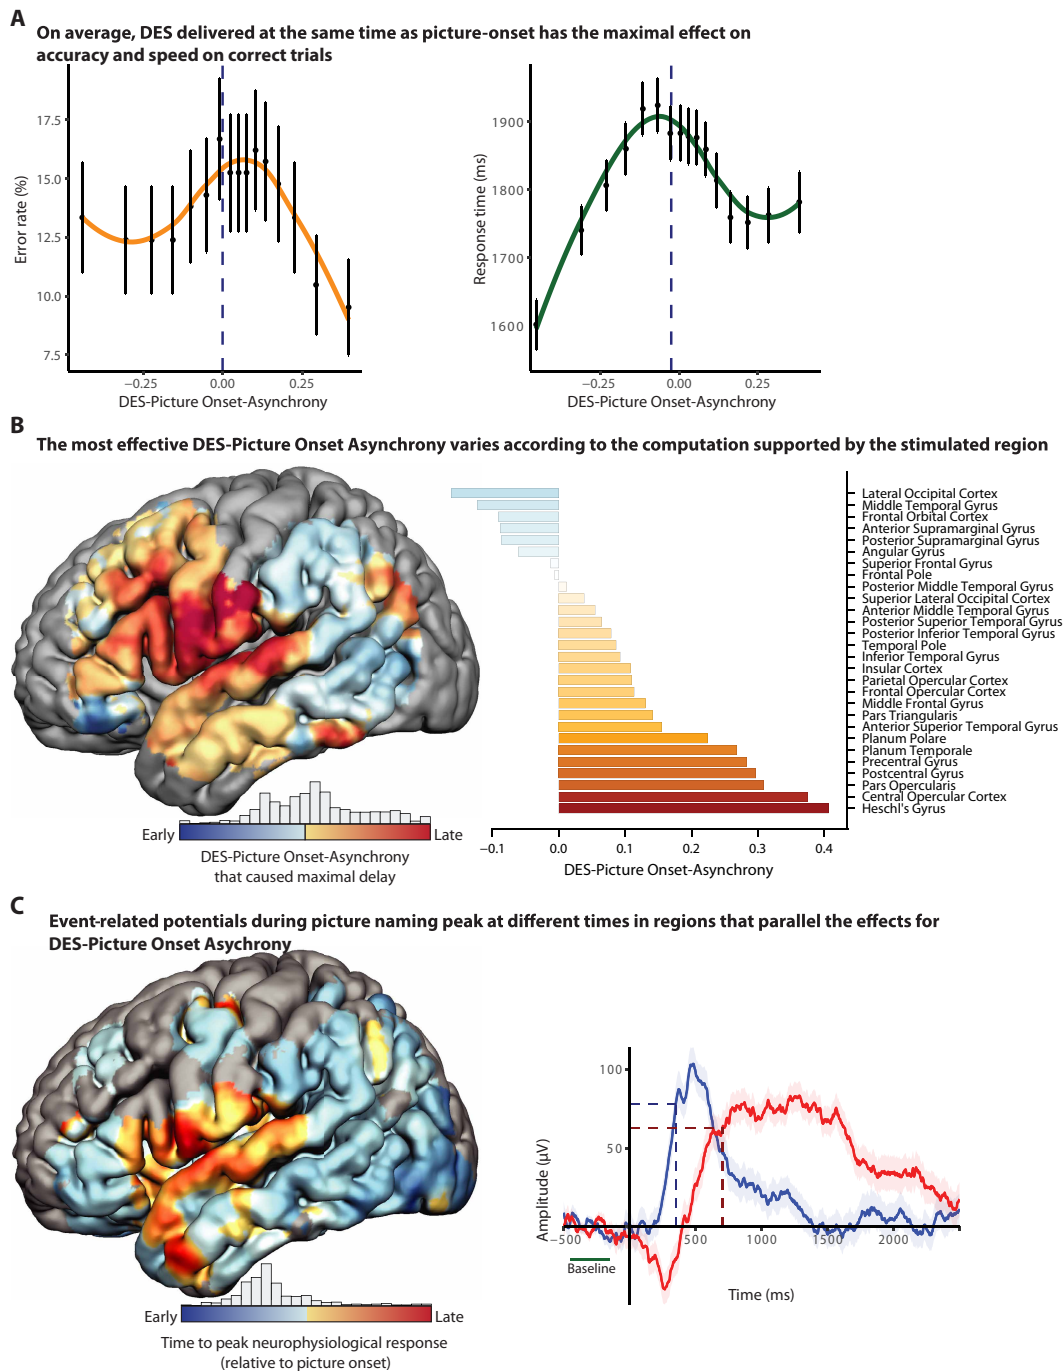 A
On average, DES delivered at the same time as picture-onset has the maximal effect on
accuracy and speed on correct trials
17.5
15.0
12.5
10.0
7.5
Error rate (%)
−0.25
0.00
0.25
DES-Picture Onset-Asynchrony
1900
1800
1700
1600
Response time (ms)
−0.25
0.00
0.25
DES-Picture Onset-Asynchrony
B
The most effective DES-Picture Onset Asynchrony varies according to the computation supported by the stimulated region
Early
Late
DES-Picture Onset-Asynchrony
that caused maximal delay
Lateral Occipital Cortex
Middle Temporal Gyrus
Frontal Orbital Cortex
Anterior Supramarginal Gyrus
Posterior Supramarginal Gyrus
Angular Gyrus
Superior Frontal Gyrus
Frontal Pole
Posterior Middle Temporal Gyrus
Superior Lateral Occipital Cortex
Anterior Middle Temporal Gyrus
Posterior Superior Temporal Gyrus
Posterior Inferior Temporal Gyrus
Temporal Pole
Inferior Temporal Gyrus
Insular Cortex
Parietal Opercular Cortex
Frontal Opercular Cortex
Middle Frontal Gyrus
Pars Triangularis
Anterior Superior Temporal Gyrus
Planum Polare
Planum Temporale
Precentral Gyrus
Postcentral Gyrus
Pars Opercularis
Central Opercular Cortex
Heschl's Gyrus
−0.1
0.0
0.1
0.2
0.3
0.4
DES-Picture Onset-Asynchrony
C
Event-related potentials during picture naming peak at different times in regions that parallel the effects for
DES-Picture Onset Asychrony
Early
Late
Time to peak neurophysiological response
(relative to picture onset)
100
50
Amplitude (μV)
−500
500
1000
1500
2000
Baseline
Time (ms)